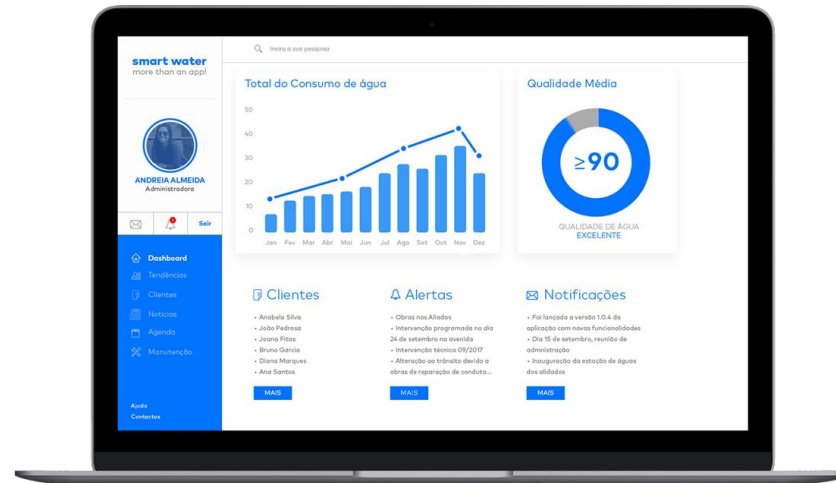 smart water
more than an app!
Insira a sua pesquisa
ANDREIA ALMEIDA
Administradora
1
Sair
Dashboard
Tendências
Clientes
Notícias
Agenda
Manutenção
Ajuda
Contactos
Total do Consumo de água
50
40
30
20
10
0
Jan Fev Mar Abr Mai Jun Jul Ago Set Out Nov Dez
Qualidade Média
≥90
QUALIDADE DE ÁGUA
EXCELENTE
Clientes
• Anabela Silva
• João Pedrosa
• Joana Fitas
• Bruno Garcia
• Diana Marques
• Ana Santos
MAIS
Alertas
• Obras nos Aliados
• Intervenção programada no dia
24 de setembro na avenida
• Intervenção técnica 09/2017
• Alteração ao trânsito devido a
obras de reparação de conduta...
MAIS
Notificações
• Foi lançada a versão 1.0.4 da
aplicação com novas funcionalidades
• Dia 15 de setembro, reunião de
admnistração
• Inauguração da estação de águas
dos alidados
MAIS